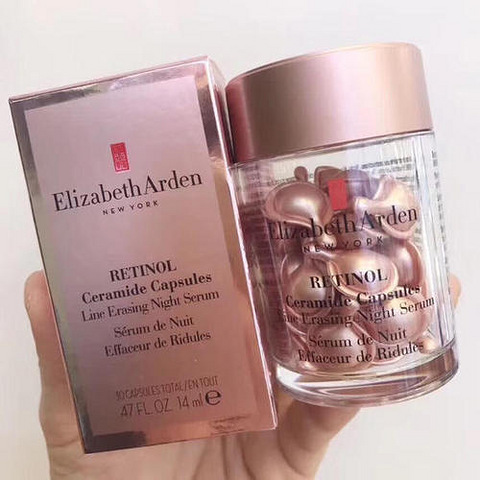 Elizabeth Arden
NEW YORK
RETINOL
Ceramide Capsules
Line Erasing Night Serum
Sérum de Nuit
Effaceur de Ridules
30 CAPSULES TOTAL/EN TOUT
.47 FL. OZ. 14 ml e
Elizabeth Arden
NEW YORK
RETINOL
Ceramide Capsules
Line Erasing Night Serum
Sérum de Nuit
Effaceur de Ridules